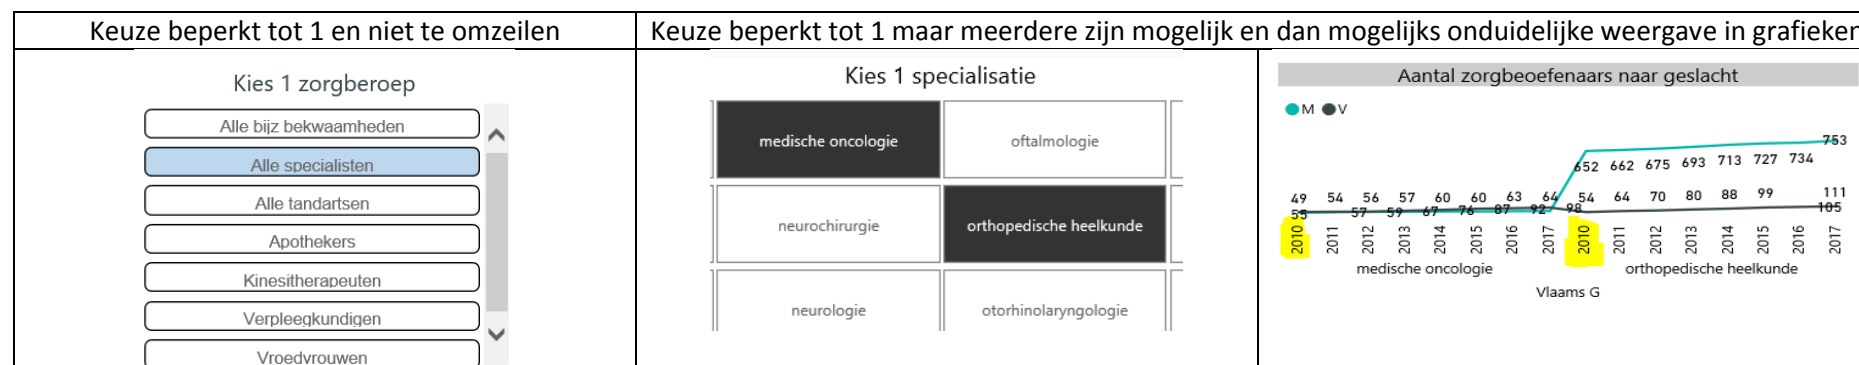 Keuze beperkt tot 1 en niet te omzeilen
Keuze beperkt tot 1 maar meerdere zijn mogelijk en dan mogelijks onduidelijke weergave in grafieken
Kies 1 zorgberoep
Alle bijz bekwaamheden
Alle specialisten
Alle tandartsen
Apothekers
Kinesitherapeuten
Verpleegkundigen
Vroedvrouwen
Kies 1 specialisatie
medische oncologie
oftalmologie
neurochirurgie
orthopedische heelkunde
neurologie
otorhinolaryngologie
Aantal zorgbeoefenaars naar geslacht
M V
753
652 662 675 693 713 727 734
49 54 56 57 60 60 63 64 54 64 70 80 88 99 111
55 57 59 67 76 87 92 98 105
2010 2011 2012 2013 2014 2015 2016 2017 2010 2011 2012 2013 2014 2015 2016 2017
medische oncologie orthopedische heelkunde
Vlaams G